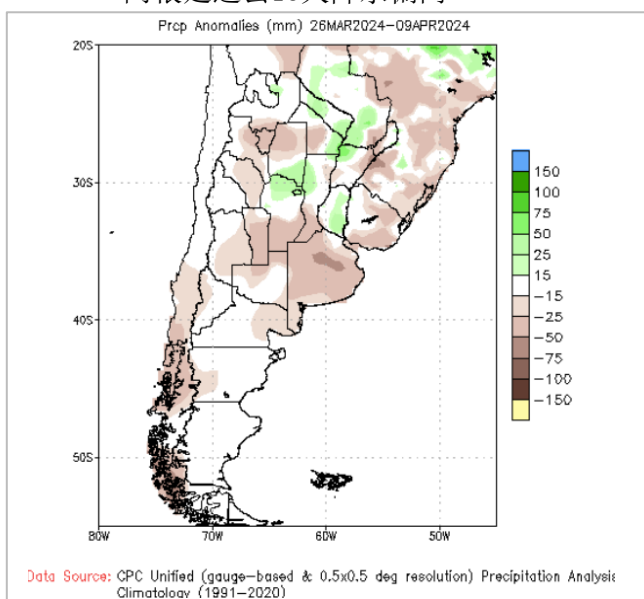 Prcp Anomalies (mm) 26MAR2024–09APR2024
20S
30S
40S
50S
80W 70W 60W 50W
150
100
75
50
25
15
-15
-25
-50
-75
-100
-150
Data Source: CPC Unified (gauge-based & 0.5x0.5 deg resolution) Precipitation Analysis
Climatology (1991–2020)